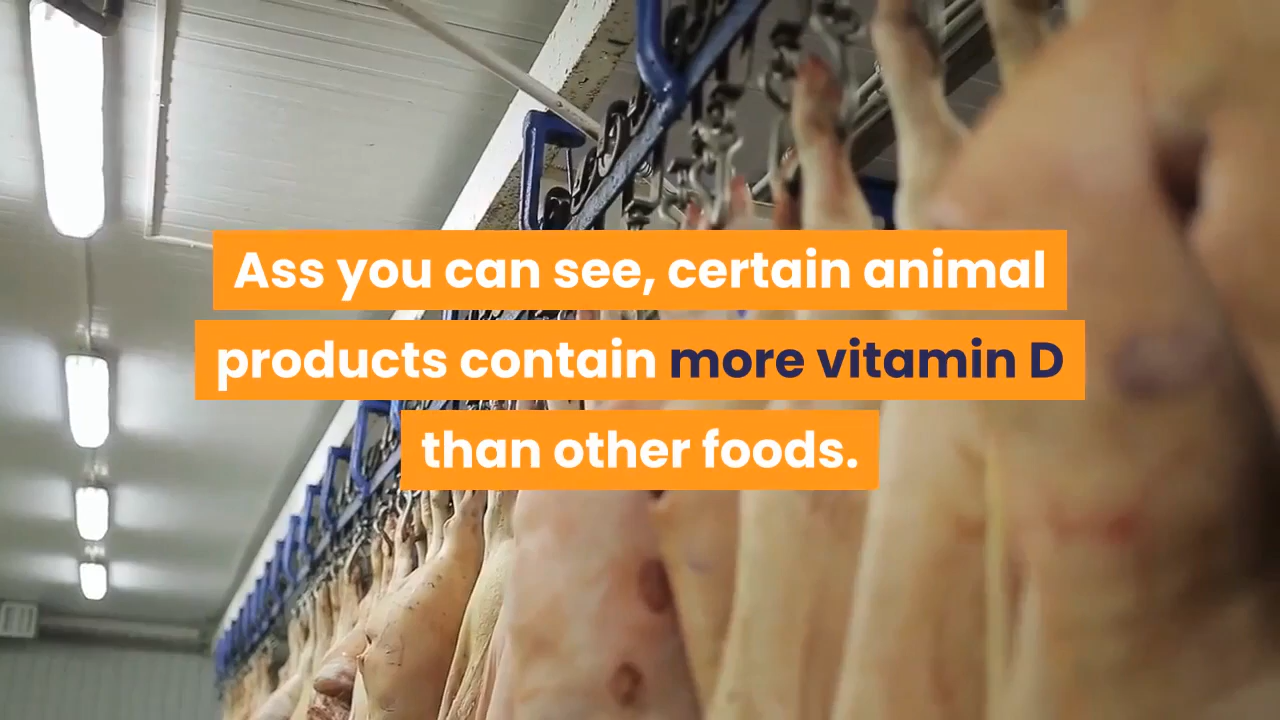 Ass you can see, certain animal
products contain more vitamin D
than other foods.